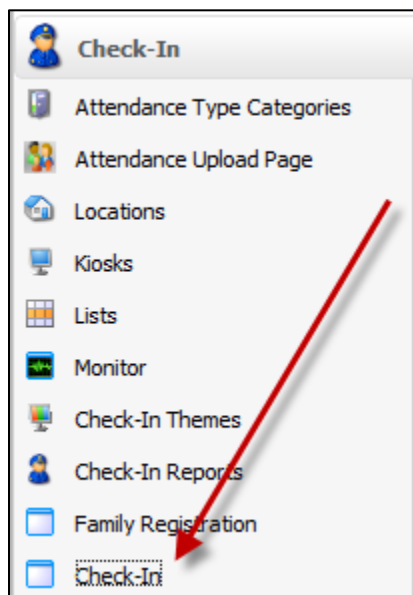 Check-In
Attendance Type Categories
Attendance Upload Page
Locations
Kiosks
Lists
Monitor
Check-In Themes
Check-In Reports
Family Registration
Check-In